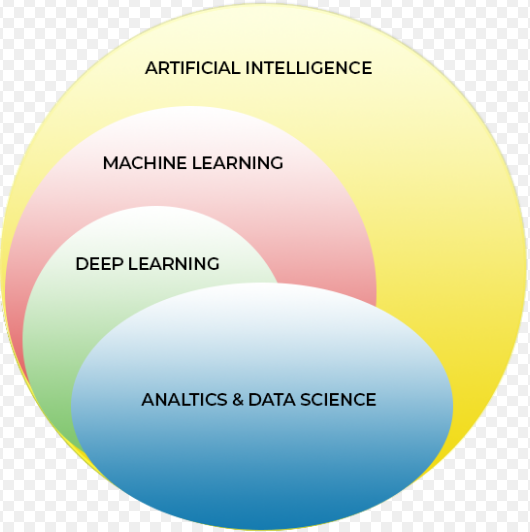 ARTIFICIAL INTELLIGENCE
MACHINE LEARNING
DEEP LEARNING
ANALTICS & DATA SCIENCE